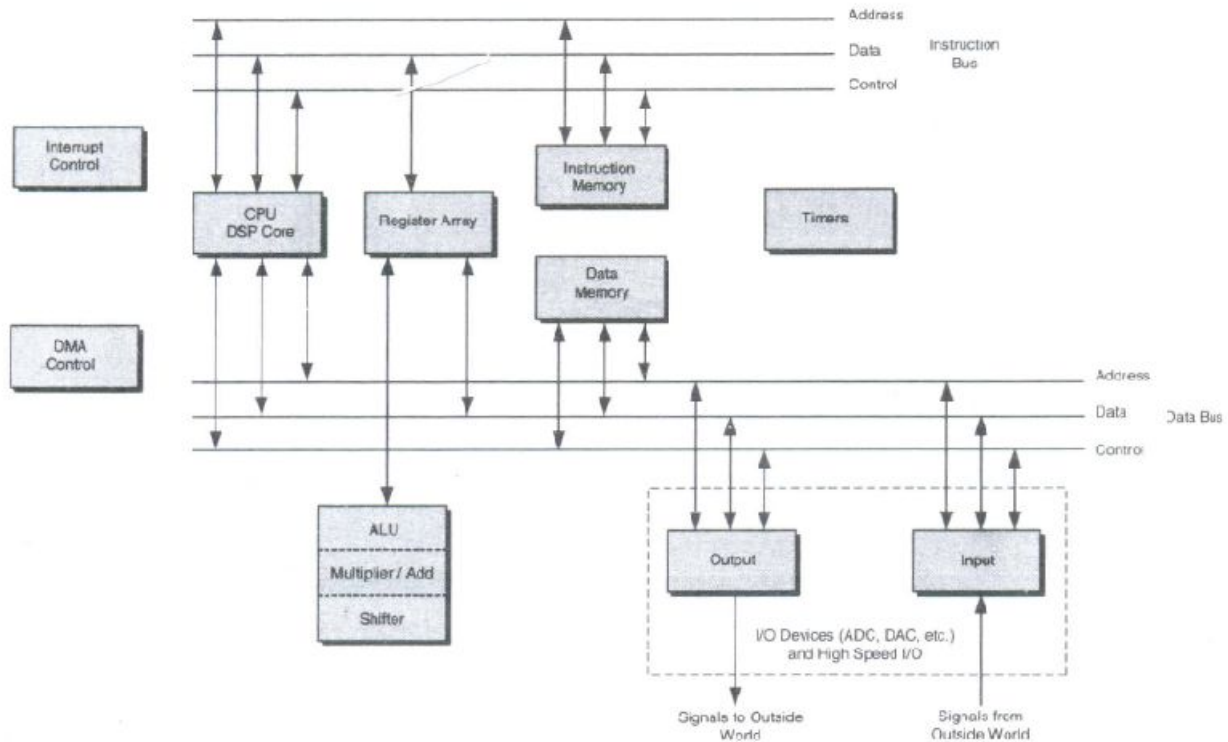 Address
Data
Instruction
Bus
Control
Interrupt
Control
Instruction
Memory
CPU
DSP Core
Register Array
Timers
Data
Memory
DMA
Control
Address
Data
Data Bus
Control
ALU
Multiplier / Add
Shifter
Output
Input
I/O Devices (ADC, DAC, etc.)
and High Speed I/O
Signals to Outside
World
Signals from
Outside World